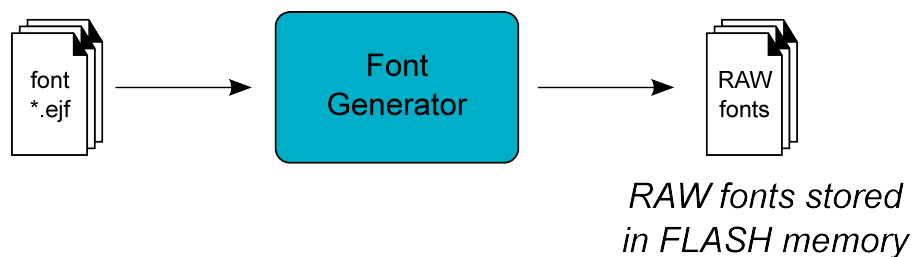 font
*.ejf
Font
Generator
RAW
fonts
RAW fonts stored
in FLASH memory